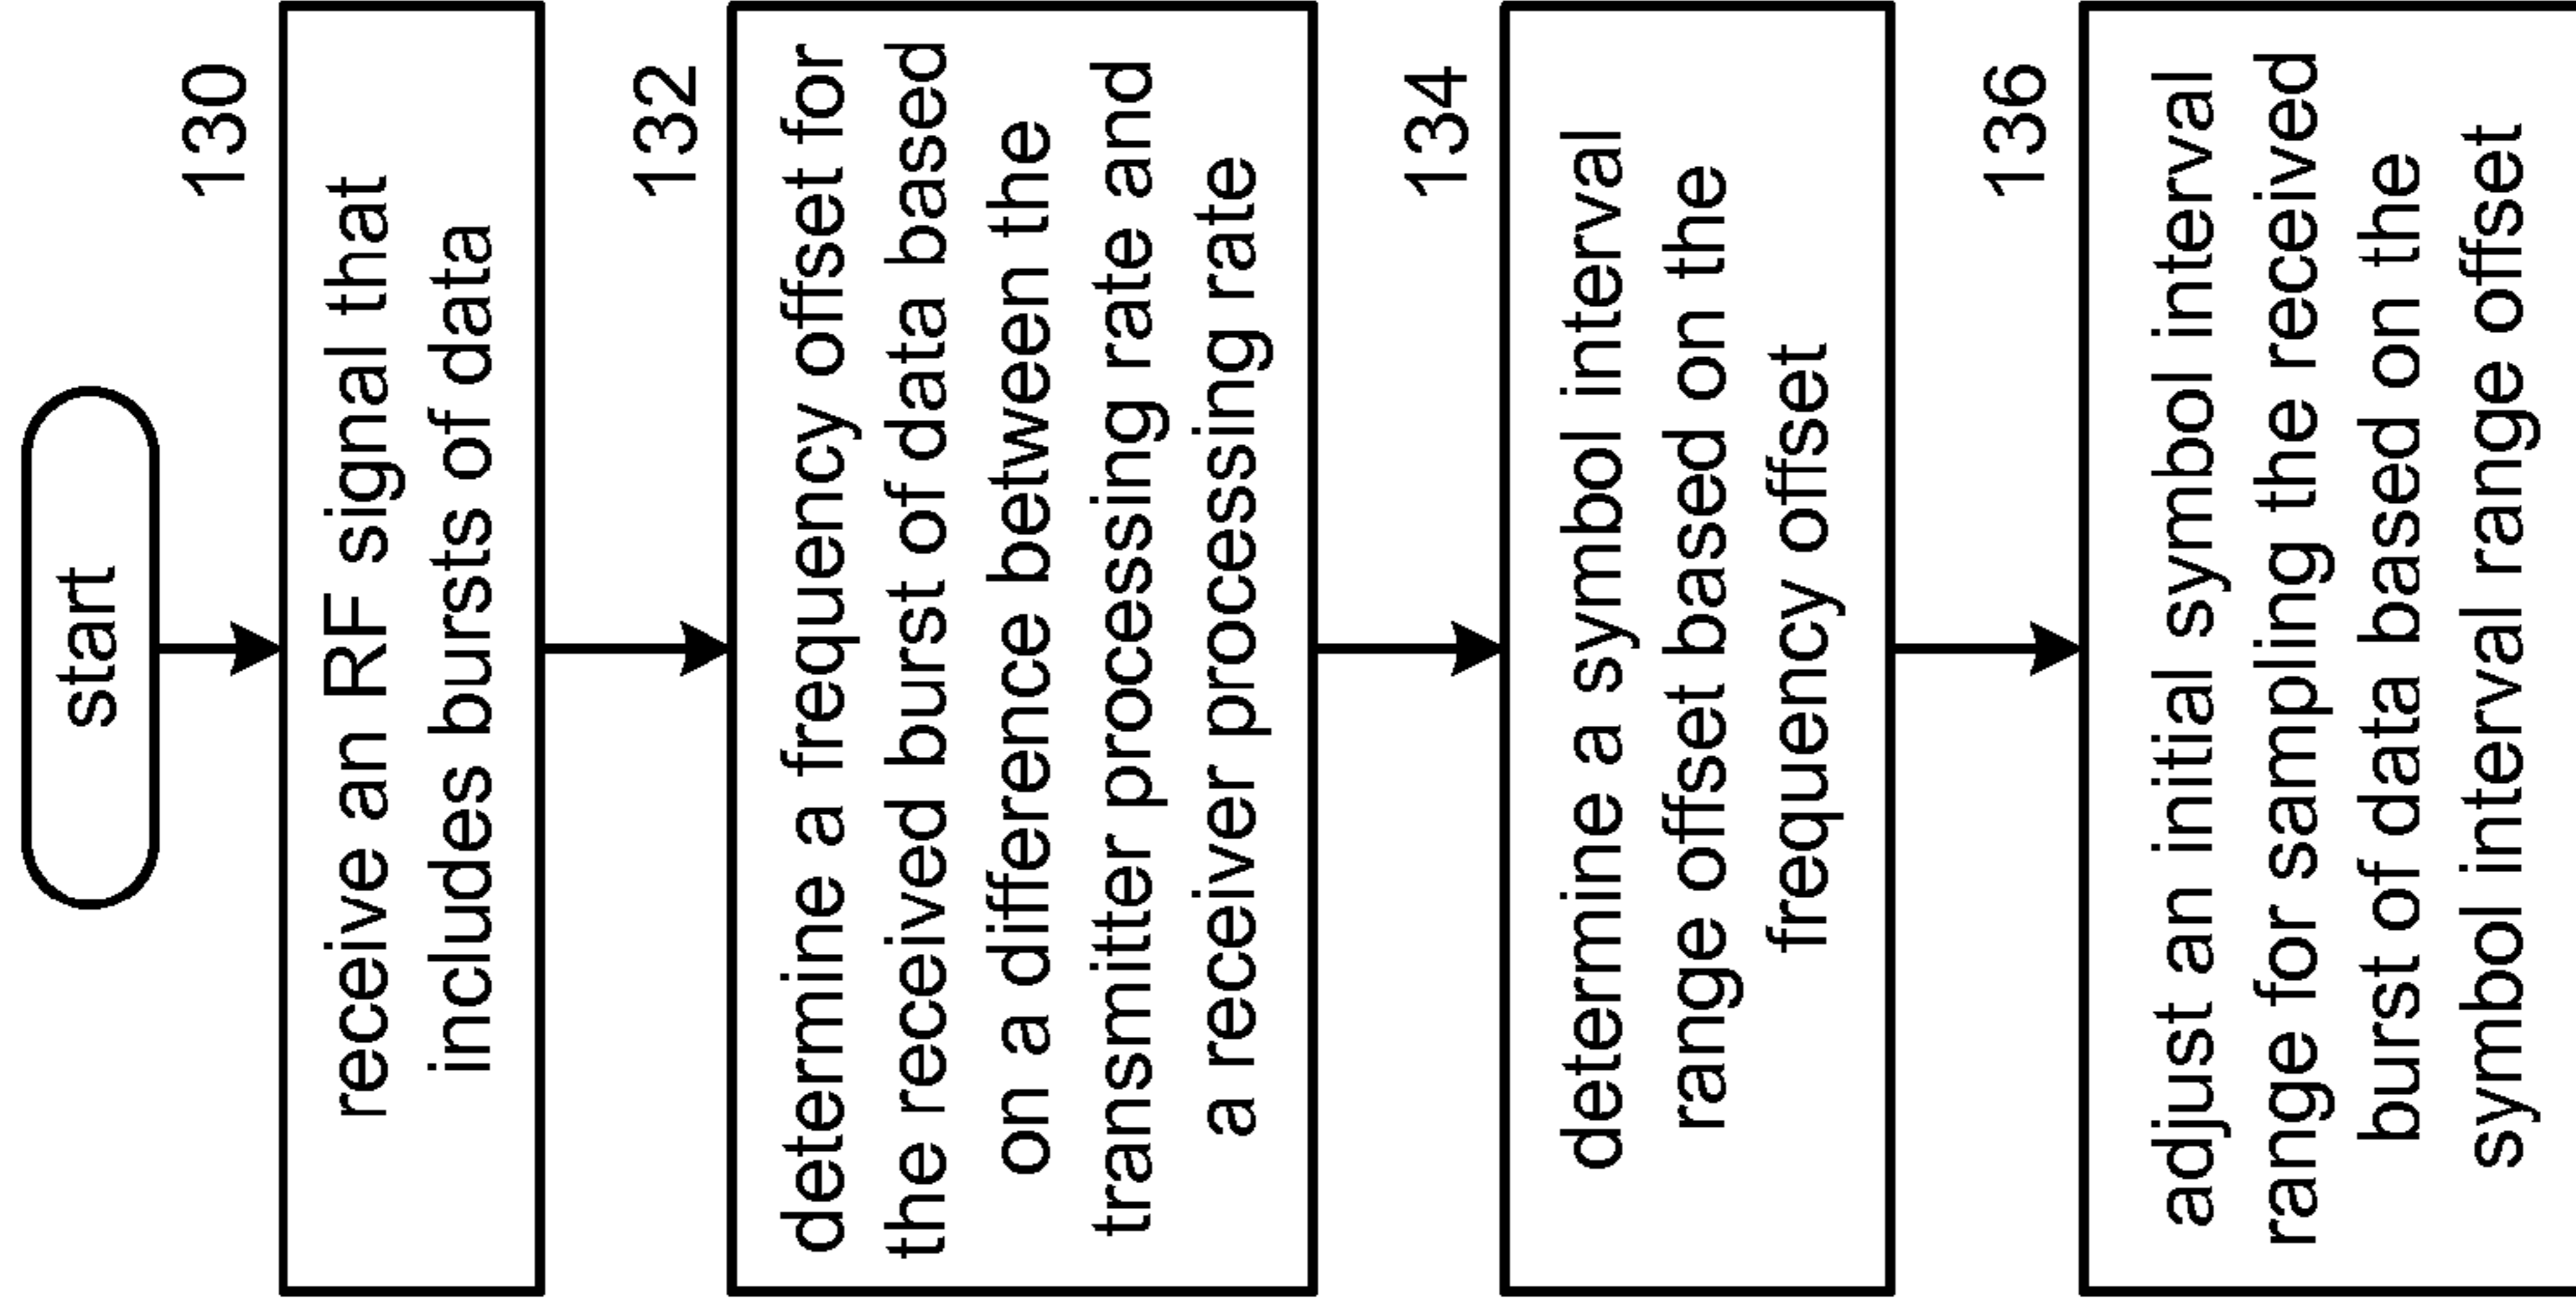 start
130
receive an RF signal that
includes bursts of data
132
determine a frequency offset for
the received burst of data based
on a difference between the
transmitter processing rate and
a receiver processing rate
134
determine a symbol interval
range offset based on the
frequency offset
136
adjust an initial symbol interval
range for sampling the received
burst of data based on the
symbol interval range offset